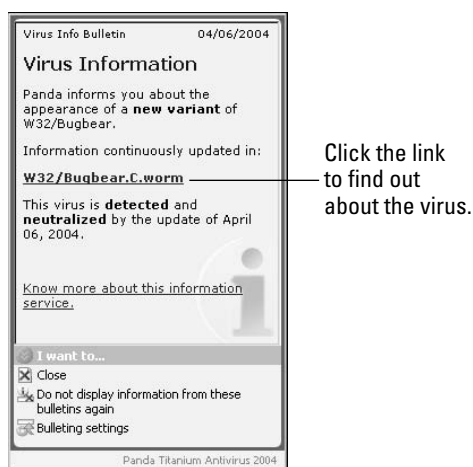 Virus Info Bulletin 04/06/2004
Virus Information
Panda informs you about the
appearance of a new variant of
W32/Bugbear.
Information continuously updated in:
W32/Bugbear.C.worm
This virus is detected and
neutralized by the update of April
06, 2004.
Know more about this information
service.
I want to...
Close
Do not display information from these
bulletins again
Bulleting settings
Panda Titanium Antivirus 2004
Click the link
to find out
about the virus.